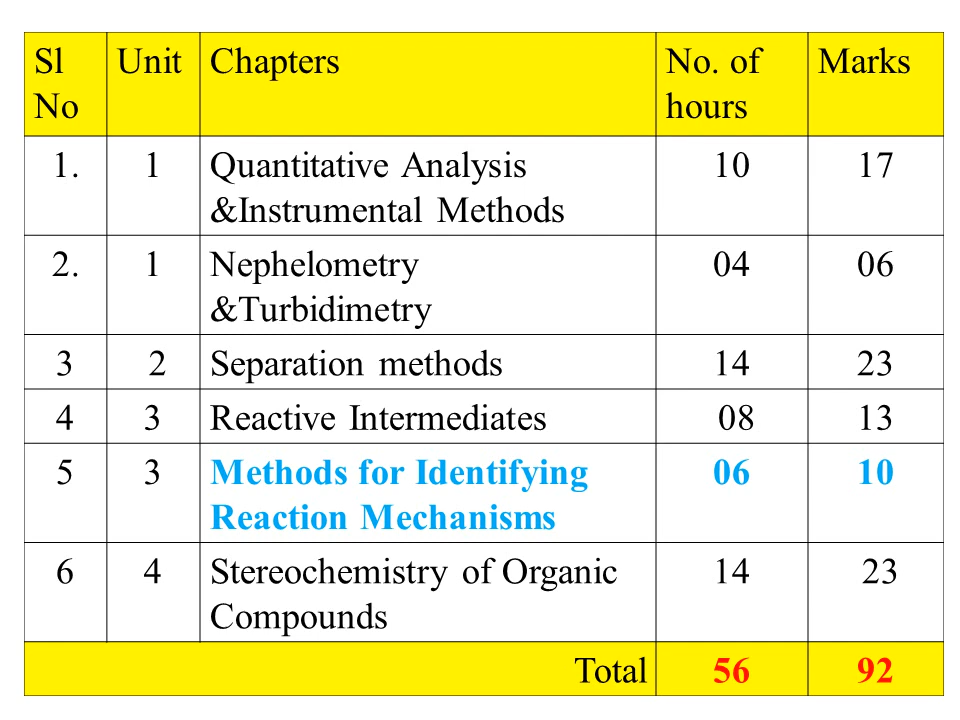 Sl No Unit Chapters No. of hours Marks
1. 1 Quantitative Analysis &Instrumental Methods 10 17
2. 1 Nephelometry &Turbidimetry 04 06
3 2 Separation methods 14 23
4 3 Reactive Intermediates 08 13
5 3 Methods for Identifying Reaction Mechanisms 06 10
6 4 Stereochemistry of Organic Compounds 14 23
Total 56 92